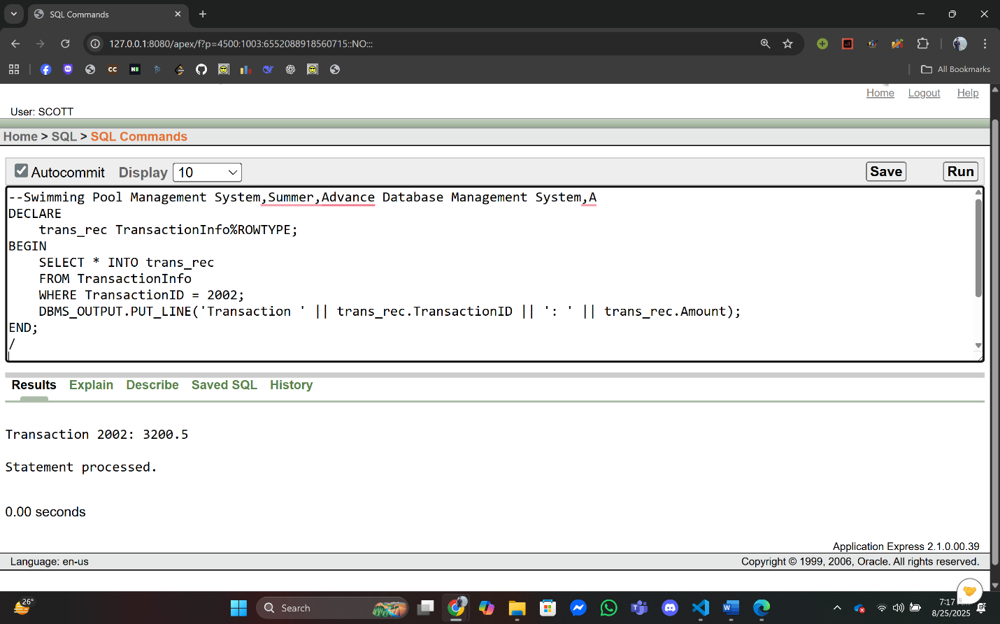 SQL Commands
127.0.0.1:8080/apex/f?p=4500:1003:6552088918560715::NO:::
CC
All Bookmarks
Home Logout Help
User: SCOTT
Home > SQL > SQL Commands
Autocommit Display 10 Save Run
--Swimming Pool Management System,Summer,Advance Database Management System,A
DECLARE
    trans_rec TransactionInfo%ROWTYPE;
BEGIN
    SELECT * INTO trans_rec
    FROM TransactionInfo
    WHERE TransactionID = 2002;
    DBMS_OUTPUT.PUT_LINE('Transaction ' || trans_rec.TransactionID || ': ' || trans_rec.Amount);
END;
/
Results Explain Describe Saved SQL History
Transaction 2002: 3200.5
Statement processed.
0.00 seconds
Application Express 2.1.0.00.39
Language: en-us Copyright © 1999, 2006, Oracle. All rights reserved.
26°
Search
7:17
8/25/2025